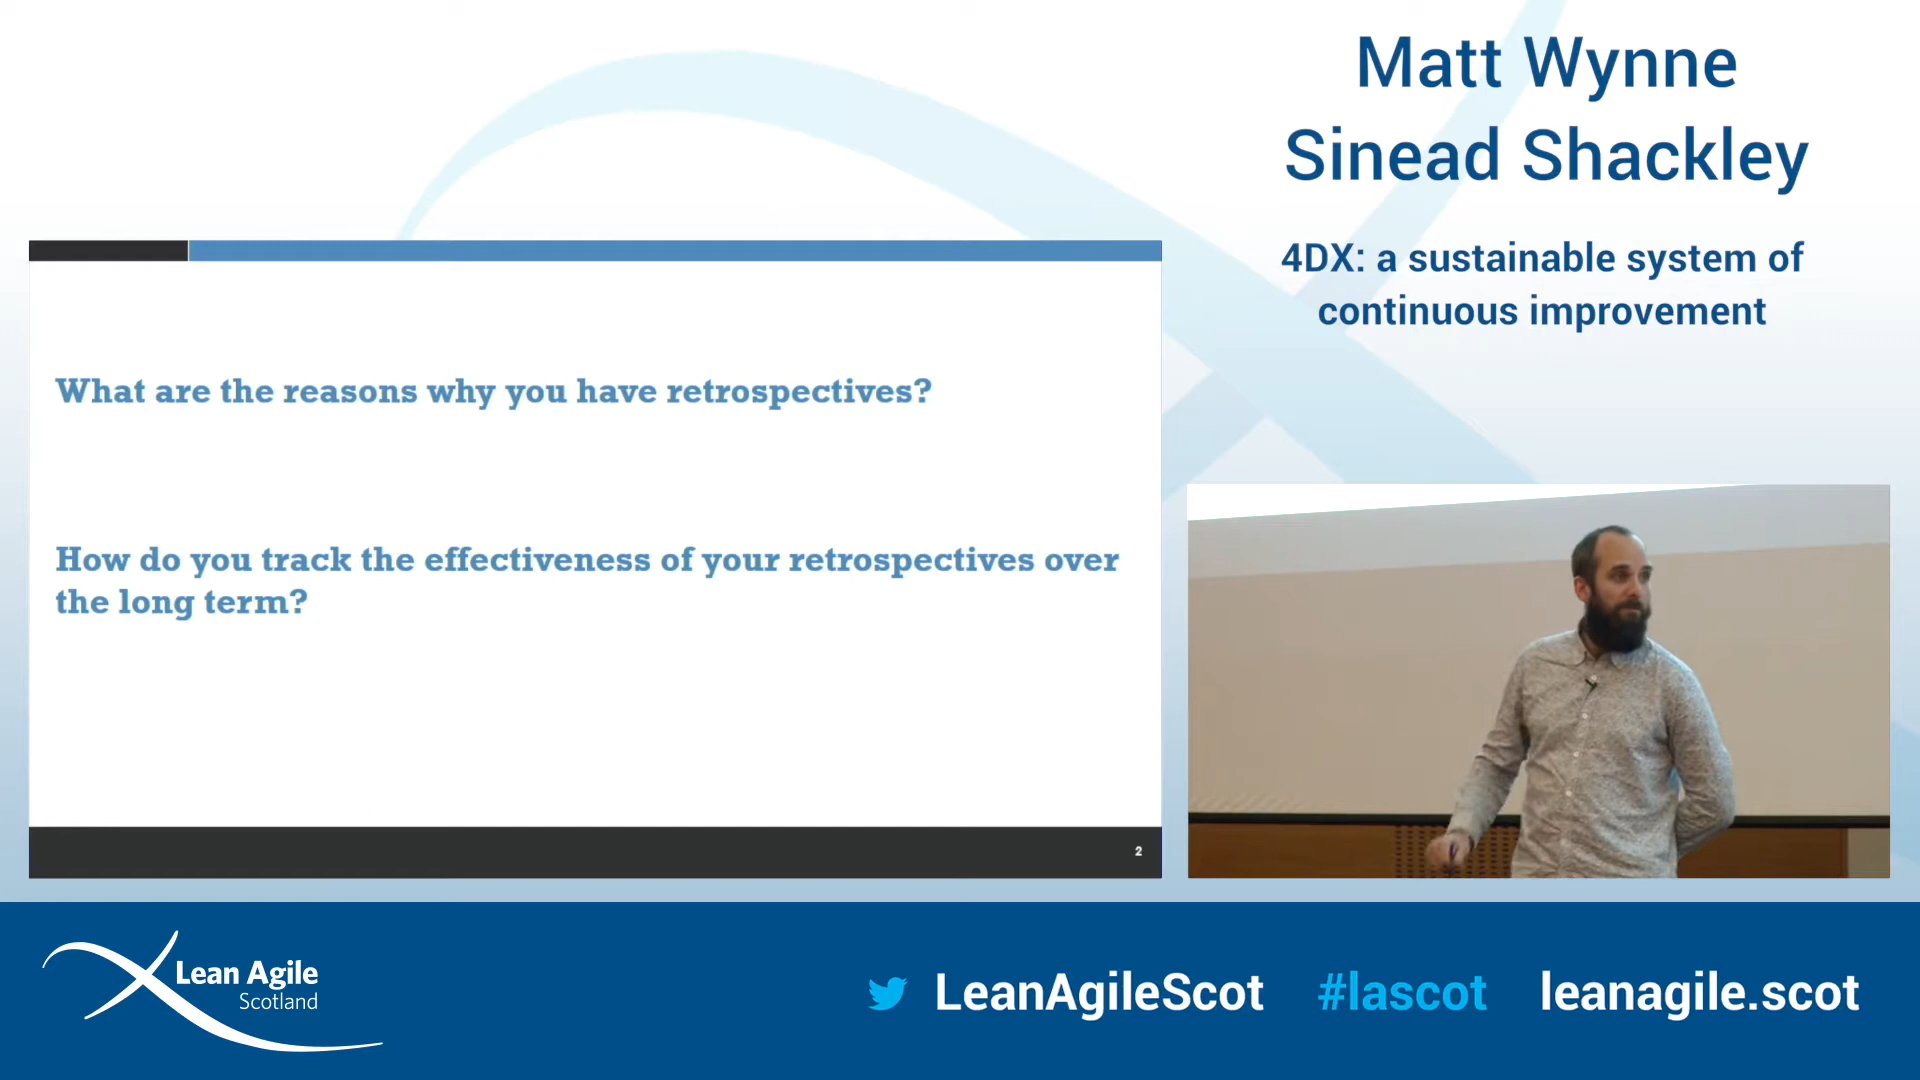 Matt Wynne
Sinead Shackley
4DX: a sustainable system of
continuous improvement
What are the reasons why you have retrospectives?
How do you track the effectiveness of your retrospectives over
the long term?
2
Lean Agile
Scotland
LeanAgileScot #lascot leanagile.scot